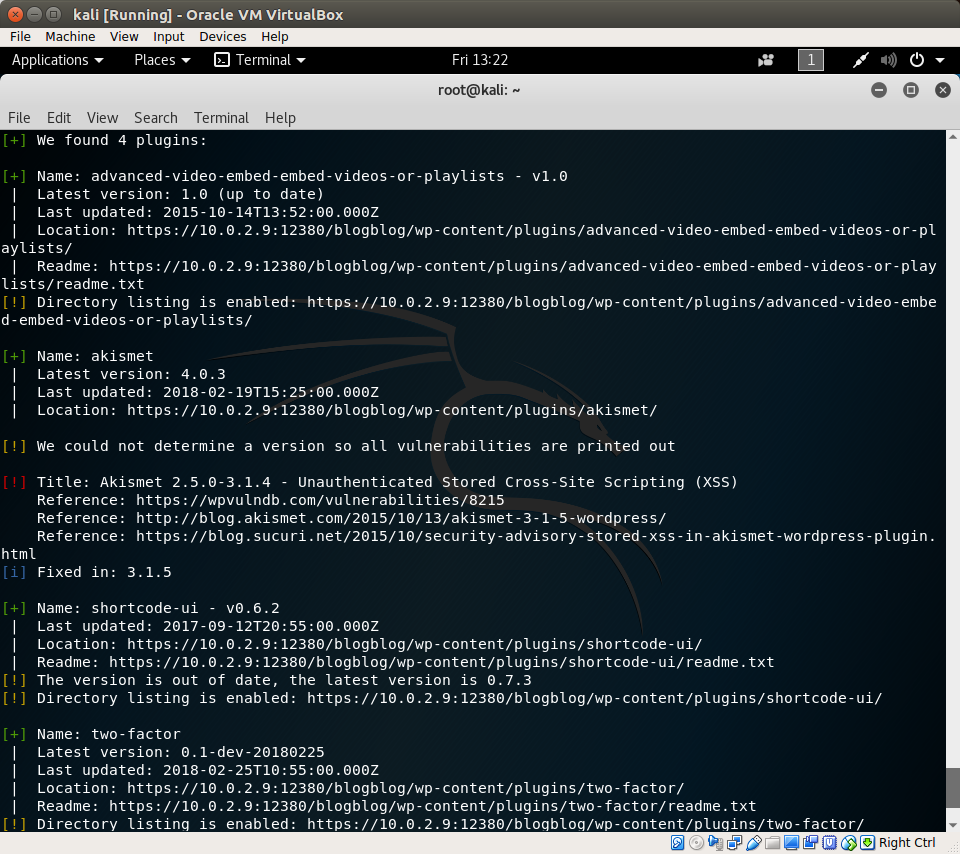 kali [Running] - Oracle VM VirtualBox
File Machine View Input Devices Help
Applications Places Terminal Fri 13:22 1
root@kali: ~
File Edit View Search Terminal Help
[+] We found 4 plugins:
[+] Name: advanced-video-embed-embed-videos-or-playlists - v1.0
 |  Latest version: 1.0 (up to date)
 |  Last updated: 2015-10-14T13:52:00.000Z
 |  Location: https://10.0.2.9:12380/blogblog/wp-content/plugins/advanced-video-embed-embed-videos-or-pl
aylists/
 |  Readme: https://10.0.2.9:12380/blogblog/wp-content/plugins/advanced-video-embed-embed-videos-or-play
lists/readme.txt
[!] Directory listing is enabled: https://10.0.2.9:12380/blogblog/wp-content/plugins/advanced-video-embe
d-embed-videos-or-playlists/
[+] Name: akismet
 |  Latest version: 4.0.3
 |  Last updated: 2018-02-19T15:25:00.000Z
 |  Location: https://10.0.2.9:12380/blogblog/wp-content/plugins/akismet/
[!] We could not determine a version so all vulnerabilities are printed out
[!] Title: Akismet 2.5.0-3.1.4 - Unauthenticated Stored Cross-Site Scripting (XSS)
    Reference: https://wpvulndb.com/vulnerabilities/8215
    Reference: http://blog.akismet.com/2015/10/13/akismet-3-1-5-wordpress/
    Reference: https://blog.sucuri.net/2015/10/security-advisory-stored-xss-in-akismet-wordpress-plugin.
html
[i] Fixed in: 3.1.5
[+] Name: shortcode-ui - v0.6.2
 |  Last updated: 2017-09-12T20:55:00.000Z
 |  Location: https://10.0.2.9:12380/blogblog/wp-content/plugins/shortcode-ui/
 |  Readme: https://10.0.2.9:12380/blogblog/wp-content/plugins/shortcode-ui/readme.txt
[!] The version is out of date, the latest version is 0.7.3
[!] Directory listing is enabled: https://10.0.2.9:12380/blogblog/wp-content/plugins/shortcode-ui/
[+] Name: two-factor
 |  Latest version: 0.1-dev-20180225
 |  Last updated: 2018-02-25T10:55:00.000Z
 |  Location: https://10.0.2.9:12380/blogblog/wp-content/plugins/two-factor/
 |  Readme: https://10.0.2.9:12380/blogblog/wp-content/plugins/two-factor/readme.txt
[!] Directory listing is enabled: https://10.0.2.9:12380/blogblog/wp-content/plugins/two-factor/
Right Ctrl